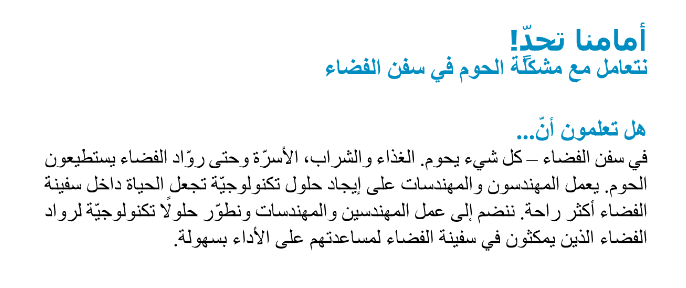 أمامنا تحدٍّ!
نتعامل مع مشكلة الحوم في سفن الفضاء
هل تعلمون أنّ...
في سفن الفضاء – كل شيء يحوم. الغذاء والشراب، الأسرّة وحتى روّاد الفضاء يستطيعون
الحوم. يعمل المهندسون والمهندسات على إيجاد حلول تكنولوجيّة تجعل الحياة داخل سفينة
الفضاء أكثر راحة. ننضم إلى عمل المهندسين والمهندسات ونطوّر حلولًا تكنولوجيّة لرواد
الفضاء الذين يمكثون في سفينة الفضاء لمساعدتهم على الأداء بسهولة.